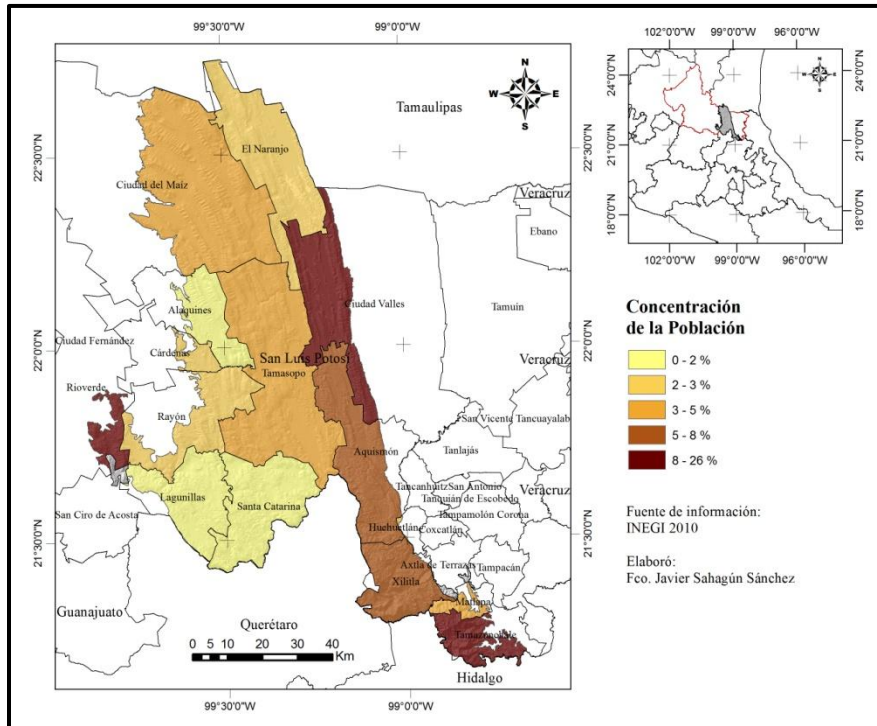 99°30'0"W
99°0'0"W
102°0'0"W
99°0'0"W
96°0'0"W
N
W
E
S
Tamaulipas
24°0'0"N
24°0'0"N
El Naranjo
22°30'0"N
22°30'0"N
21°0'0"N
21°0'0"N
Ciudad del Maíz
Veracruz
18°0'0"N
18°0'0"N
Ebano
102°0'0"W
99°0'0"W
96°0'0"W
Ciudad Valles
Tamuín
Concentración
de la Población
Alaquines
Ciudad Fernández
22°0'0"N
22°0'0"N
Cárdenas
San Luis Potosí
Veracruz
0 - 2 %
Tamasopo
2 - 3 %
Rioverde
3 - 5 %
Rayón
San Vicente Tancuayalab
5 - 8 %
Aquismón
Tanlajás
8 - 26 %
Lagunillas
Santa Catarina
Tancanhuitz
San Antonio
Veracruz
Tanquián de Escobedo
San Ciro de Acosta
Tampamolón Corona
Fuente de información:
INEGI 2010
21°30'0"N
21°30'0"N
Huehuetlán
Coxcatlán
Axtla de Terrazas
Tampacán
Elaboró:
Fco. Javier Sahagún Sánchez
Xilitla
Guanajuato
Querétaro
0 5 10 20 30 40
Km
Hidalgo
99°30'0"W
99°0'0"W